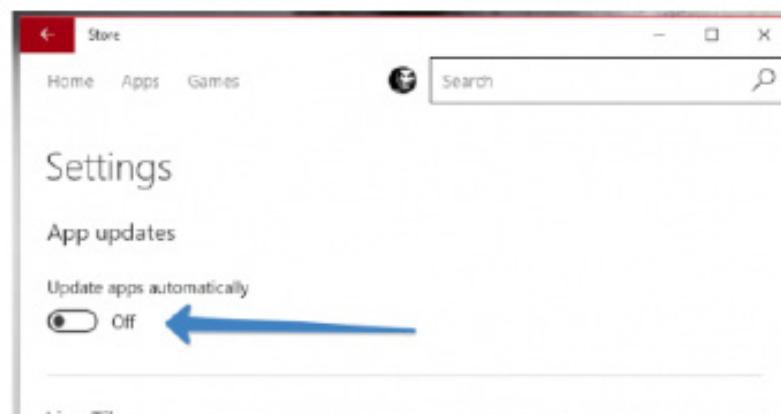 Store
Home Apps Games Search
Settings
App updates
Update apps automatically
Off